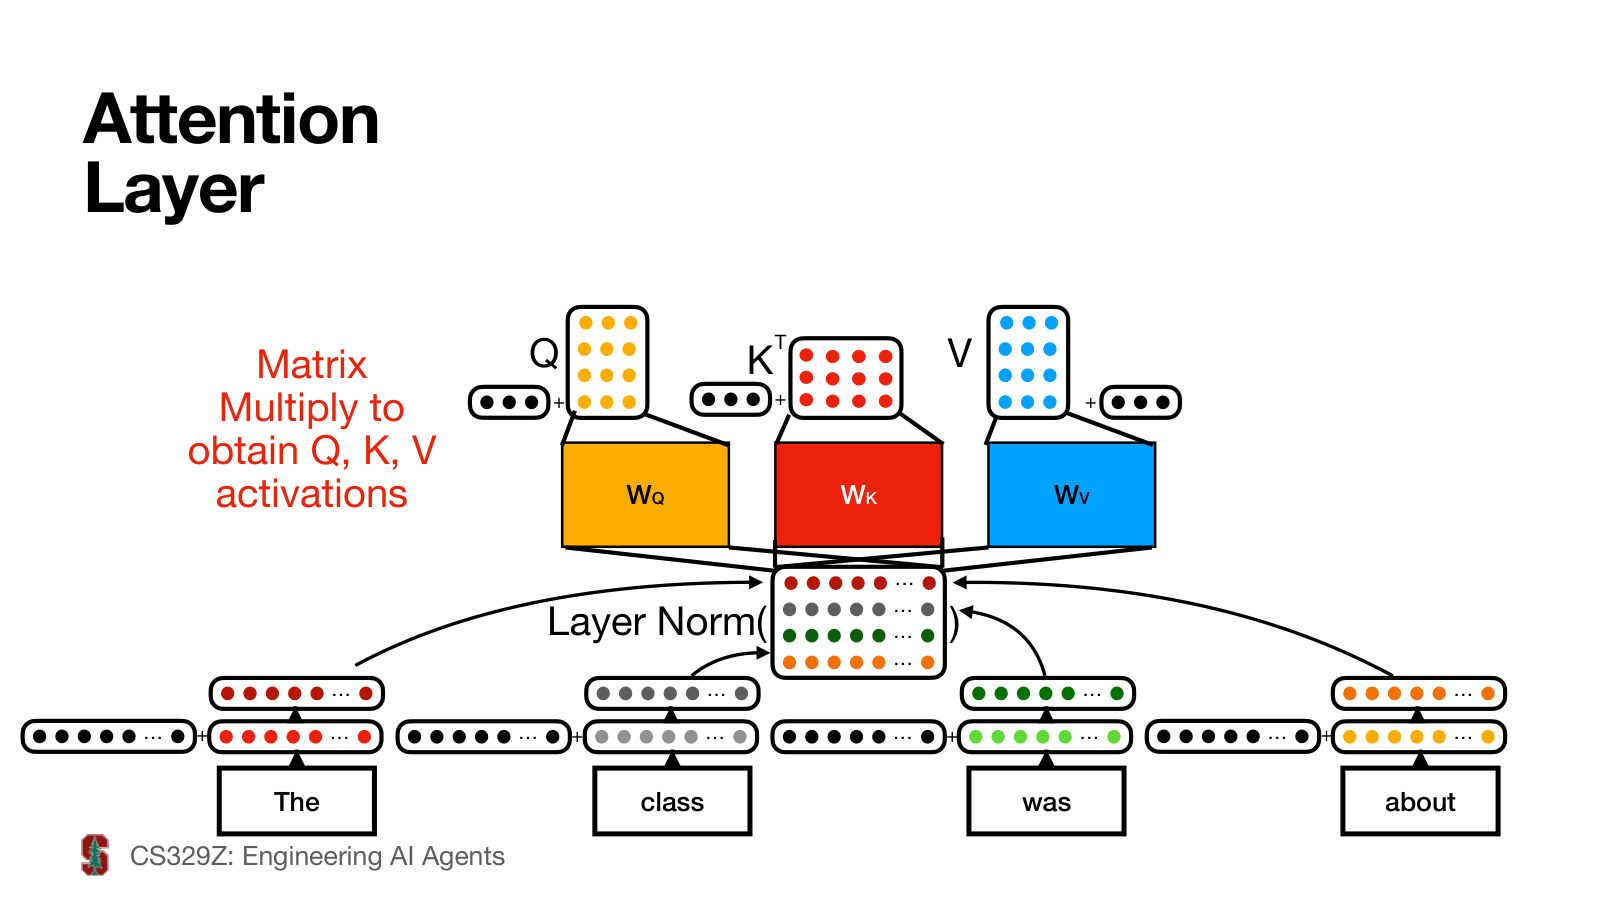 Attention
Layer
Matrix
Multiply to
obtain Q, K, V
activations
Q
+
K^T
+
V
+
WQ
WK
WV
Layer Norm(
...
...
...
...
)
...
...
...
...
...
+
...
...
+
...
...
+
...
...
+
...
The
class
was
about
CS329Z: Engineering AI Agents